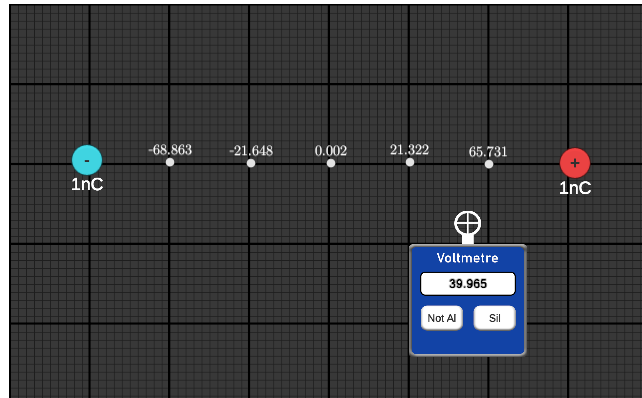 -68.863 -21.648 0.002 21.322 65.731
- +
1nC 1nC
Voltmetre
39.965
Not Al Sil